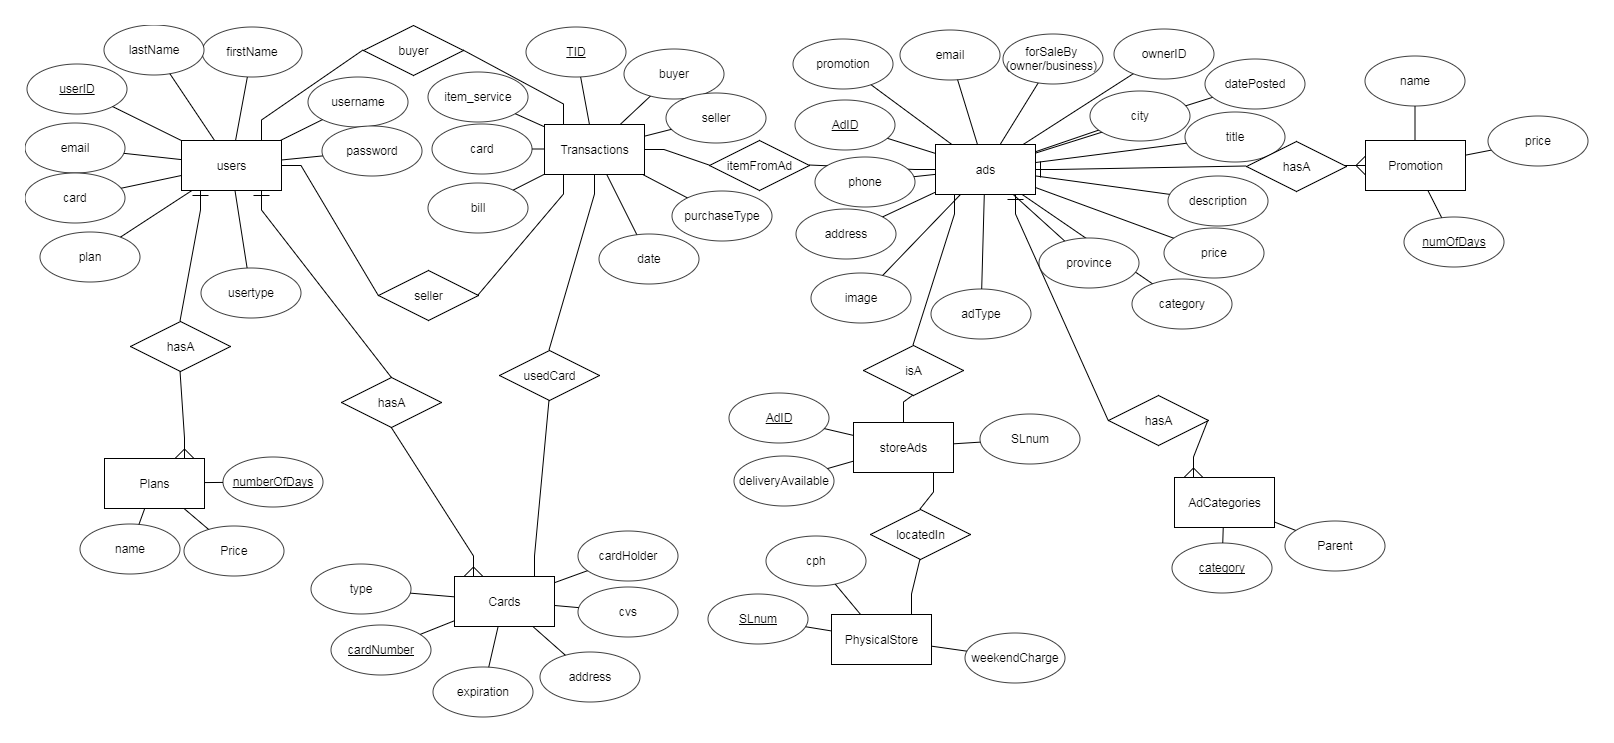 lastName
firstName
buyer
TID
userID
username
item_service
buyer
seller
email
password
card
users
Transactions
itemFromAd
card
plan
bill
purchaseType
date
usertype
seller
hasA
hasA
usedCard
Plans
numberOfDays
name
Price
type
cardHolder
Cards
cvs
cardNumber
expiration
address
promotion
email
forSaleBy
(owner/business)
ownerID
datePosted
AdID
city
title
ads
phone
description
address
price
province
image
adType
category
hasA
name
price
Promotion
numOfDays
isA
AdID
storeAds
SLnum
deliveryAvailable
hasA
AdCategories
category
Parent
locatedIn
cph
SLnum
PhysicalStore
weekendCharge